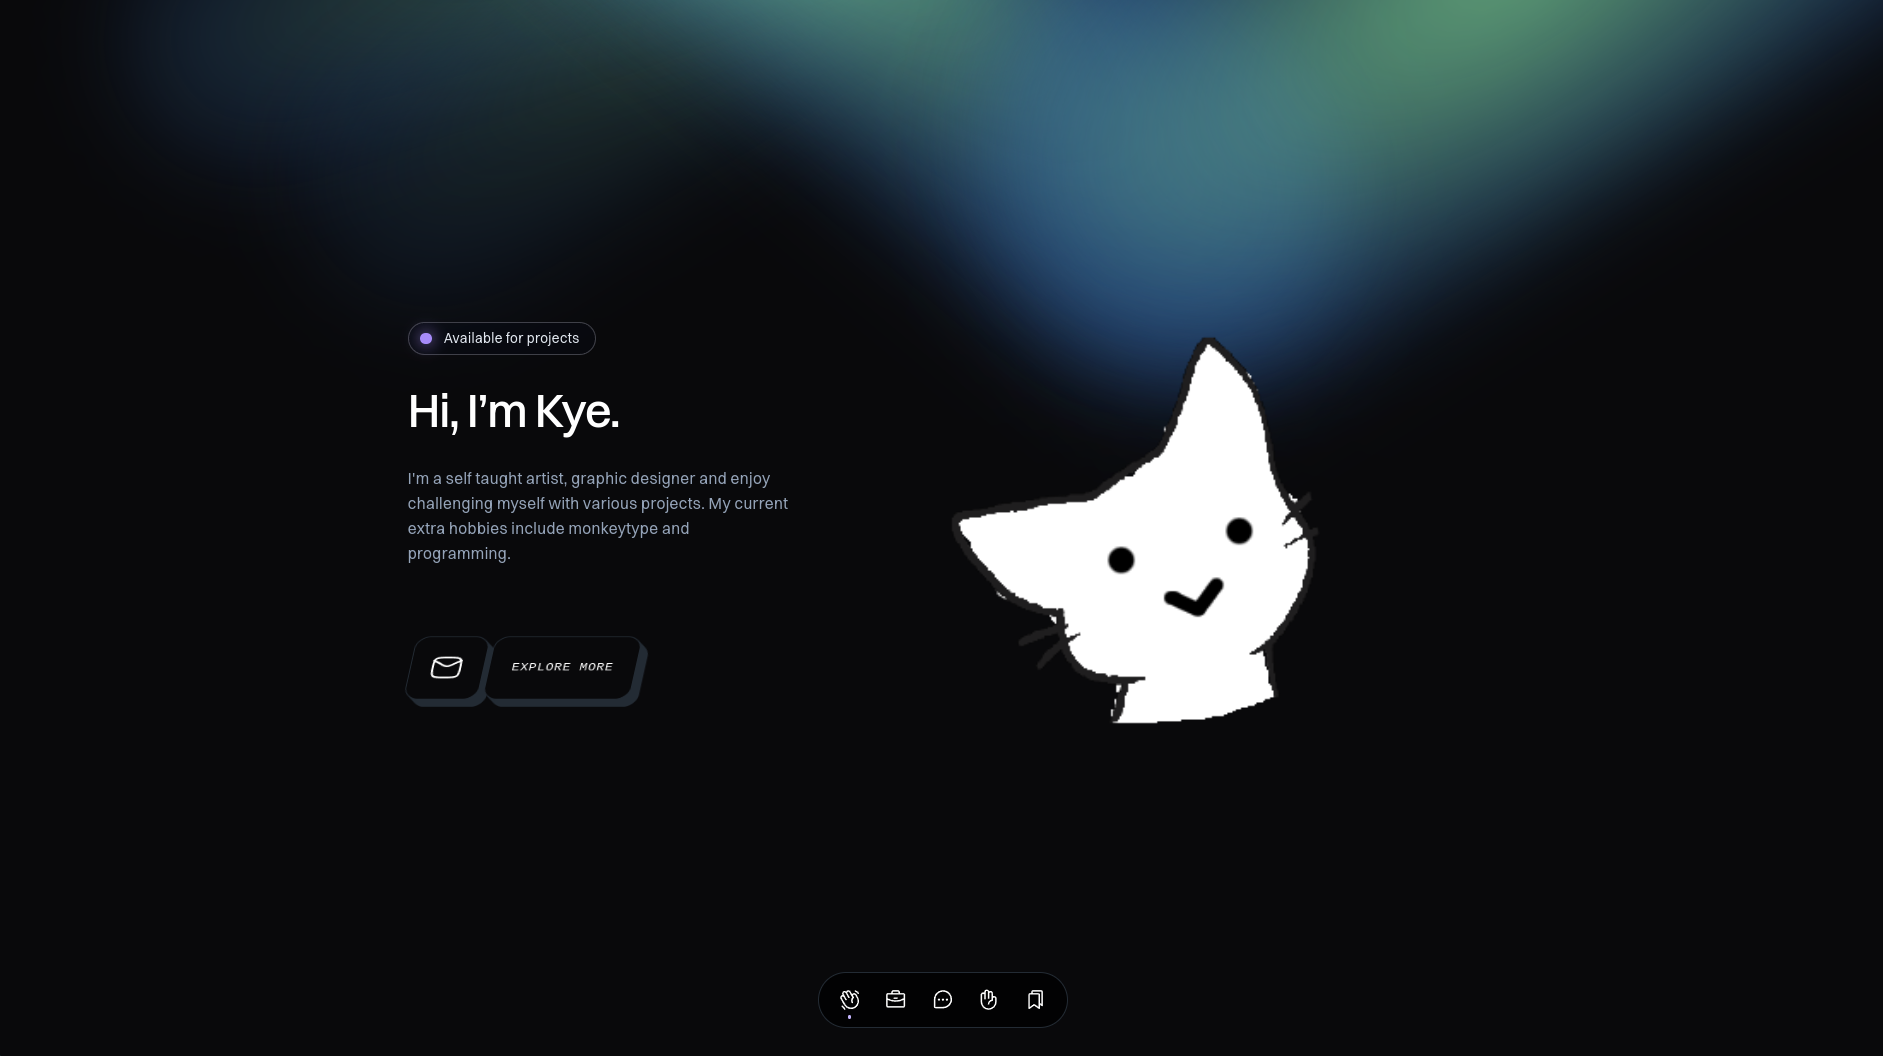 Available for projects
Hi, I’m Kye.
I'm a self taught artist, graphic designer and enjoy
challenging myself with various projects. My current
extra hobbies include monkeytype and
programming.
EXPLORE MORE